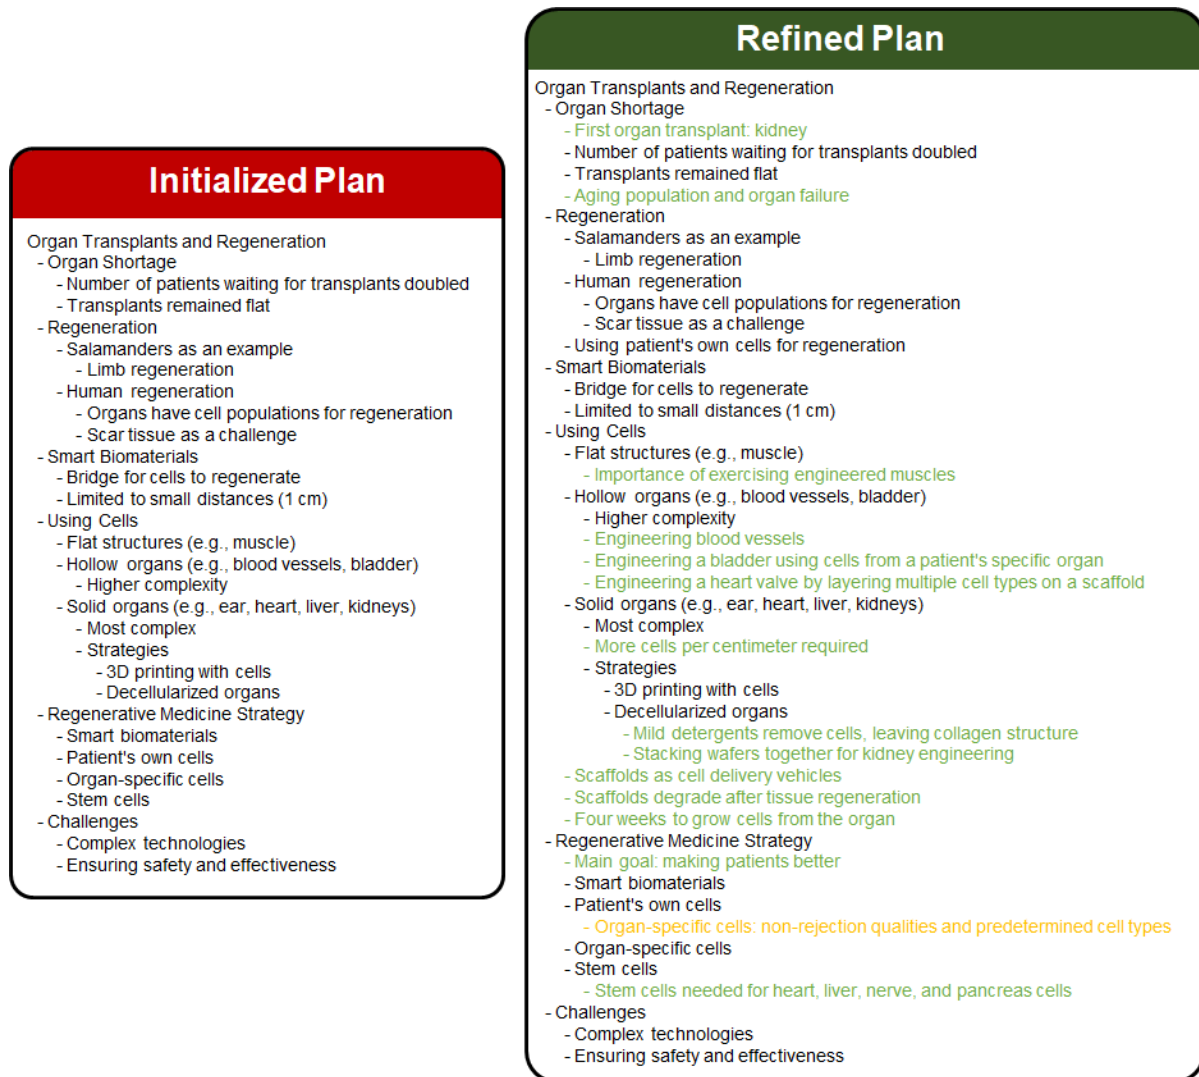 Initialized Plan
Organ Transplants and Regeneration
- Organ Shortage
- Number of patients waiting for transplants doubled
- Transplants remained flat
- Regeneration
- Salamanders as an example
- Limb regeneration
- Human regeneration
- Organs have cell populations for regeneration
- Scar tissue as a challenge
- Smart Biomaterials
- Bridge for cells to regenerate
- Limited to small distances (1 cm)
- Using Cells
- Flat structures (e.g., muscle)
- Hollow organs (e.g., blood vessels, bladder)
- Higher complexity
- Solid organs (e.g., ear, heart, liver, kidneys)
- Most complex
- Strategies
- 3D printing with cells
- Decellularized organs
- Regenerative Medicine Strategy
- Smart biomaterials
- Patient's own cells
- Organ-specific cells
- Stem cells
- Challenges
- Complex technologies
- Ensuring safety and effectiveness
Refined Plan
Organ Transplants and Regeneration
- Organ Shortage
- First organ transplant: kidney
- Number of patients waiting for transplants doubled
- Transplants remained flat
- Aging population and organ failure
- Regeneration
- Salamanders as an example
- Limb regeneration
- Human regeneration
- Organs have cell populations for regeneration
- Scar tissue as a challenge
- Using patient's own cells for regeneration
- Smart Biomaterials
- Bridge for cells to regenerate
- Limited to small distances (1 cm)
- Using Cells
- Flat structures (e.g., muscle)
- Importance of exercising engineered muscles
- Hollow organs (e.g., blood vessels, bladder)
- Higher complexity
- Engineering blood vessels
- Engineering a bladder using cells from a patient's specific organ
- Engineering a heart valve by layering multiple cell types on a scaffold
- Solid organs (e.g., ear, heart, liver, kidneys)
- Most complex
- More cells per centimeter required
- Strategies
- 3D printing with cells
- Decellularized organs
- Mild detergents remove cells, leaving collagen structure
- Stacking wafers together for kidney engineering
- Scaffolds as cell delivery vehicles
- Scaffolds degrade after tissue regeneration
- Four weeks to grow cells from the organ
- Regenerative Medicine Strategy
- Main goal: making patients better
- Smart biomaterials
- Patient's own cells
- Organ-specific cells: non-rejection qualities and predetermined cell types
- Organ-specific cells
- Stem cells
- Stem cells needed for heart, liver, nerve, and pancreas cells
- Challenges
- Complex technologies
- Ensuring safety and effectiveness